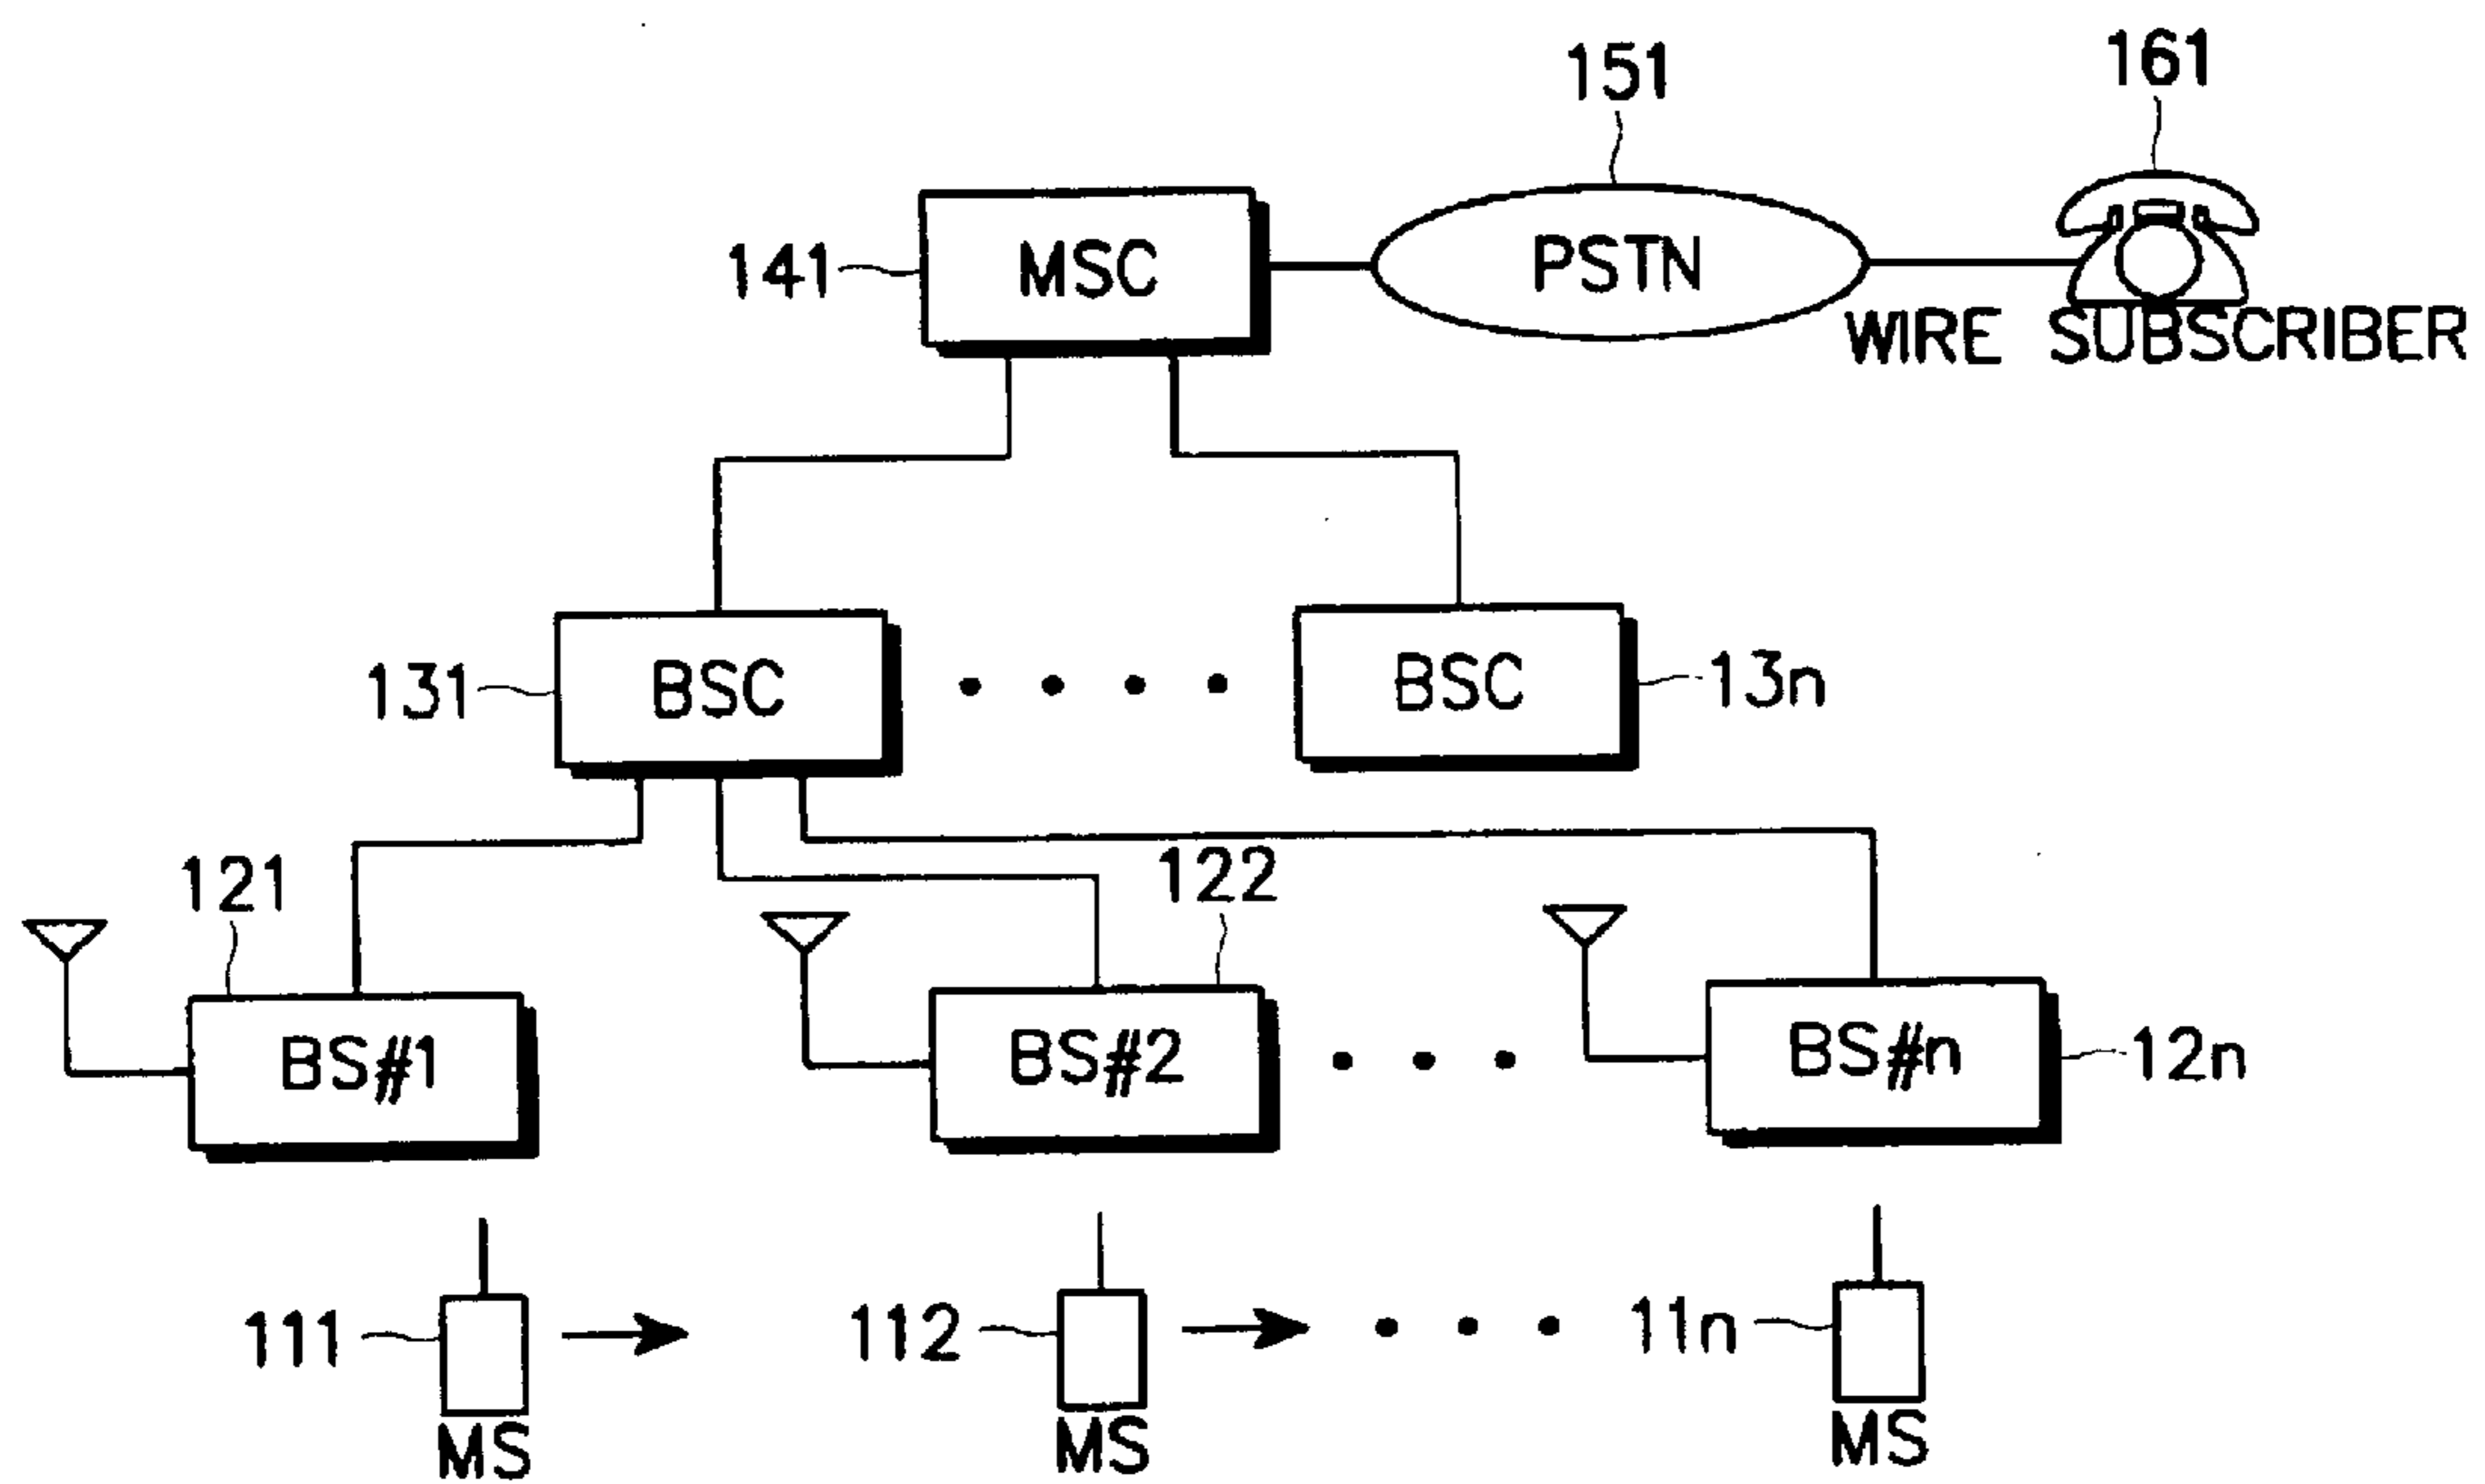 151
161
141
MSC
PSTN
WIRE SUBSCRIBER
131
BSC
BSC
13n
121
122
BS#1
BS#2
BS#n
12n
111
112
11n
MS
MS
MS